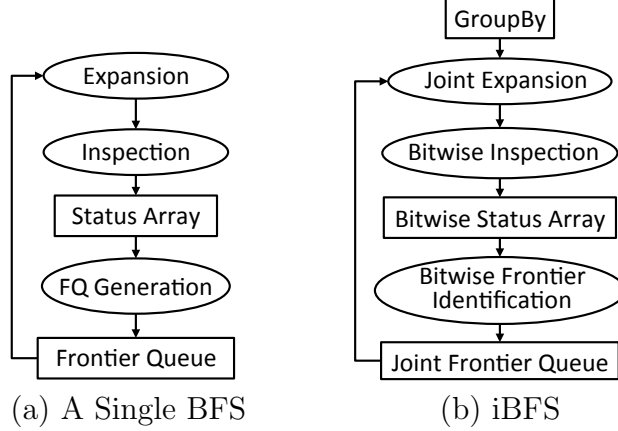 Expansion
Inspection
Status Array
FQ Generation
Frontier Queue
(a) A Single BFS
GroupBy
Joint Expansion
Bitwise Inspection
Bitwise Status Array
Bitwise Frontier
Identification
Joint Frontier Queue
(b) iBFS